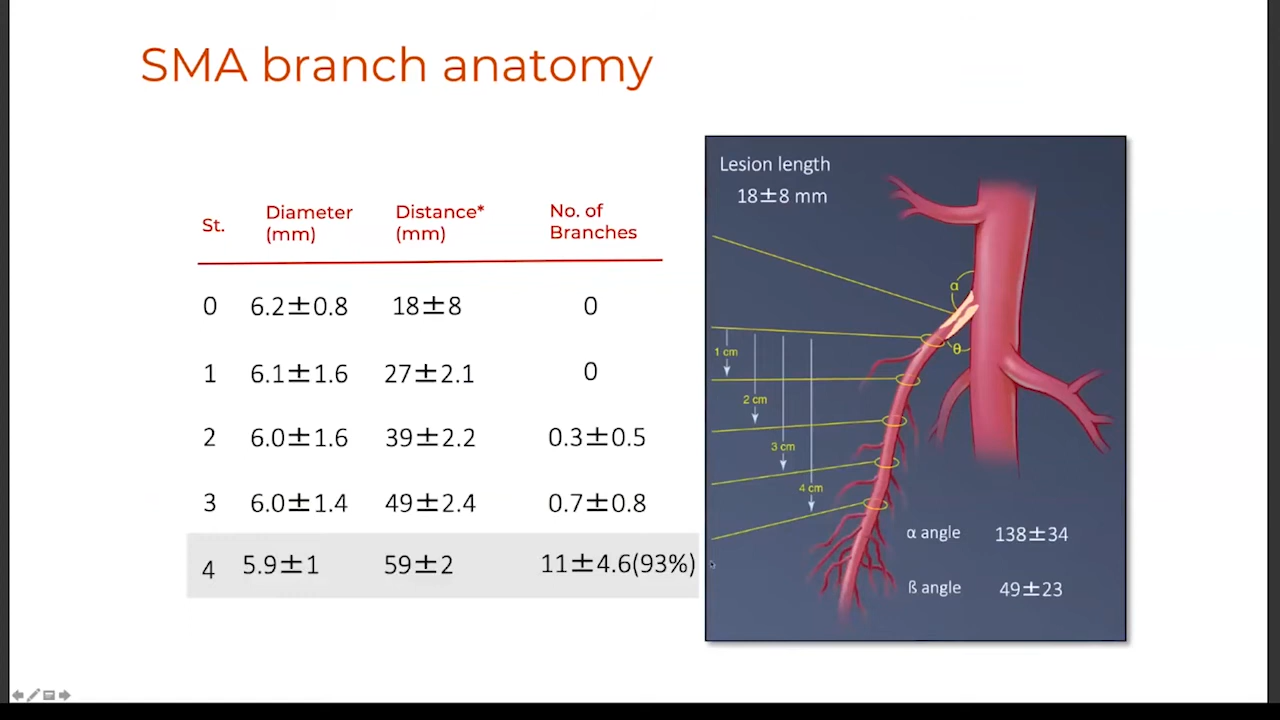 SMA branch anatomy
St.
Diameter
(mm)
Distance*
(mm)
No. of
Branches
0 6.2±0.8 18±8 0
1 6.1±1.6 27±2.1 0
2 6.0±1.6 39±2.2 0.3±0.5
3 6.0±1.4 49±2.4 0.7±0.8
4 5.9±1 59±2 11±4.6(93%)
Lesion length
18±8 mm
α
θ
1 cm
2 cm
3 cm
4 cm
α angle 138±34
ß angle 49±23